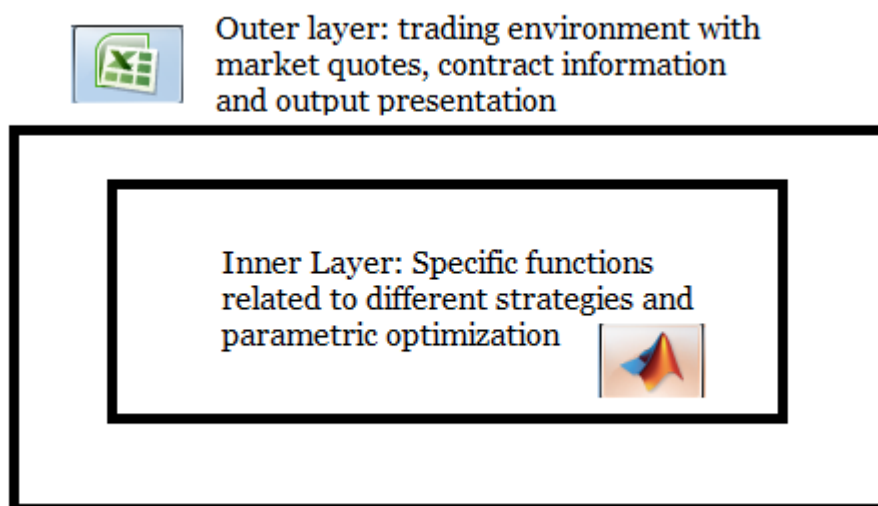 Outer layer: trading environment with
market quotes, contract information
and output presentation
Inner Layer: Specific functions
related to different strategies and
parametric optimization